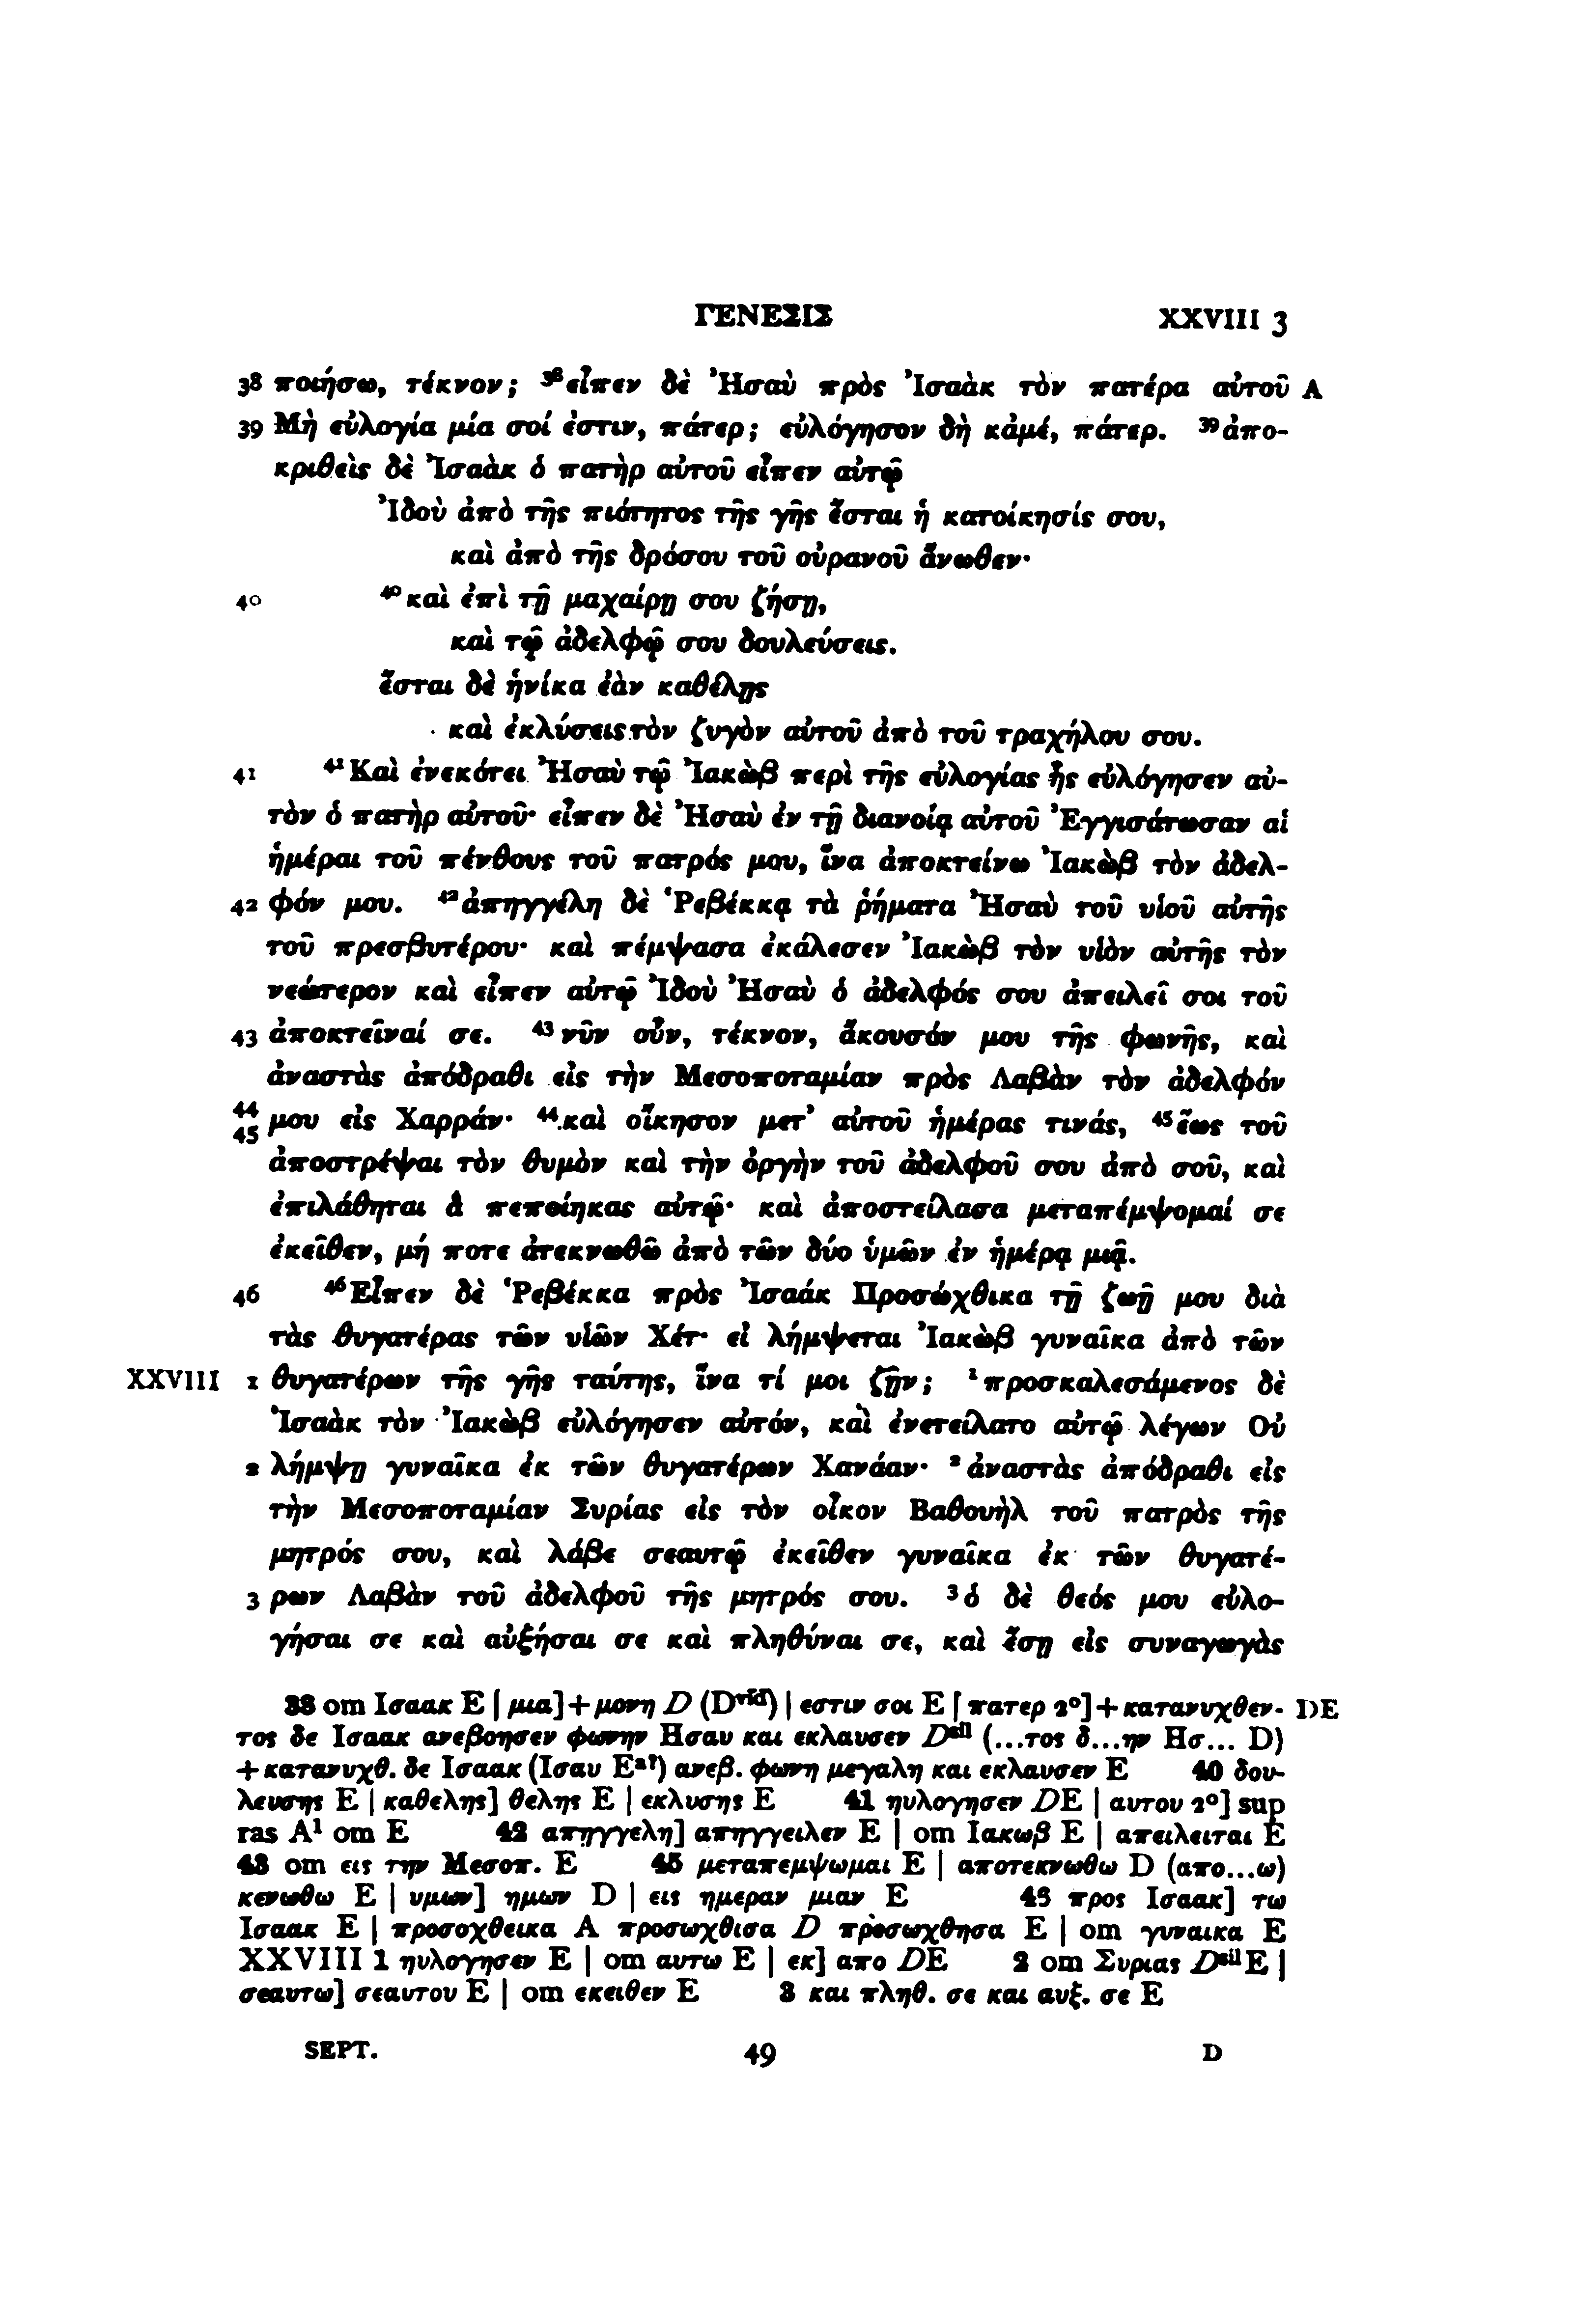 ΓΕΝΕΣΙΣ XXVIII 3
38 ποιήσω, τέκνον; ³⁸εἶπεν δὲ Ἠσαὺ πρὸς Ἰσαὰκ τὸν πατέρα αὐτοῦ A
39 Μὴ εὐλογία μία σοί ἐστιν, πάτερ; εὐλόγησον δὴ κἀμέ, πάτερ. ³⁹ἀπο-
κριθεὶς δὲ Ἰσαὰκ ὁ πατὴρ αὐτοῦ εἶπεν αὐτῷ
Ἰδοὺ ἀπὸ τῆς πιότητος τῆς γῆς ἔσται ἡ κατοίκησίς σου,
καὶ ἀπὸ τῆς δρόσου τοῦ οὐρανοῦ ἄνωθεν·
40 ⁴⁰καὶ ἐπὶ τῇ μαχαίρῃ σου ζήσῃ,
καὶ τῷ ἀδελφῷ σου δουλεύσεις.
ἔσται δὲ ἡνίκα ἐὰν καθέλῃς
καὶ ἐκλύσεις τὸν ζυγὸν αὐτοῦ ἀπὸ τοῦ τραχήλου σου.
41 ⁴¹Καὶ ἐνεκότει Ἠσαὺ τῷ Ἰακὼβ περὶ τῆς εὐλογίας ἧς εὐλόγησεν αὐ-
τὸν ὁ πατὴρ αὐτοῦ· εἶπεν δὲ Ἠσαὺ ἐν τῇ διανοίᾳ αὐτοῦ Ἐγγισάτωσαν αἱ
ἡμέραι τοῦ πένθους τοῦ πατρός μου, ἵνα ἀποκτείνω Ἰακὼβ τὸν ἀδελ-
42 φόν μου. ⁴²ἀπηγγέλη δὲ Ῥεβέκκᾳ τὰ ῥήματα Ἠσαὺ τοῦ υἱοῦ αὐτῆς
τοῦ πρεσβυτέρου· καὶ πέμψασα ἐκάλεσεν Ἰακὼβ τὸν υἱὸν αὐτῆς τὸν
νεώτερον καὶ εἶπεν αὐτῷ Ἰδοὺ Ἠσαὺ ὁ ἀδελφός σου ἀπειλεῖ σοι τοῦ
43 ἀποκτεῖναί σε. ⁴³νῦν οὖν, τέκνον, ἄκουσόν μου τῆς φωνῆς, καὶ
ἀναστὰς ἀπόδραθι εἰς τὴν Μεσοποταμίαν πρὸς Λαβὰν τὸν ἀδελφόν
44 45 μου εἰς Χαρράν· ⁴⁴καὶ οἴκησον μετ’ αὐτοῦ ἡμέρας τινάς, ⁴⁵ἕως τοῦ
ἀποστρέψαι τὸν θυμὸν καὶ τὴν ὀργὴν τοῦ ἀδελφοῦ σου ἀπὸ σοῦ, καὶ
ἐπιλάθηται ἃ πεποίηκας αὐτῷ· καὶ ἀποστείλασα μεταπέμψομαί σε
ἐκεῖθεν, μή ποτε ἀτεκνωθῶ ἀπὸ τῶν δύο ὑμῶν ἐν ἡμέρᾳ μιᾷ.
46 ⁴⁶Εἶπεν δὲ Ῥεβέκκα πρὸς Ἰσαάκ Προσώχθικα τῇ ζωῇ μου διὰ
τὰς θυγατέρας τῶν υἱῶν Χέτ· εἰ λήμψεται Ἰακὼβ γυναῖκα ἀπὸ τῶν
XXVIII 1 θυγατέρων τῆς γῆς ταύτης, ἵνα τί μοι ζῇν; ¹προσκαλεσάμενος δὲ
Ἰσαὰκ τὸν Ἰακὼβ εὐλόγησεν αὐτόν, καὶ ἐνετείλατο αὐτῷ λέγων Οὐ
2 λήμψῃ γυναῖκα ἐκ τῶν θυγατέρων Χανάαν· ²ἀναστὰς ἀπόδραθι εἰς
τὴν Μεσοποταμίαν Συρίας εἰς τὸν οἶκον Βαθουὴλ τοῦ πατρὸς τῆς
μητρός σου, καὶ λάβε σεαυτῷ ἐκεῖθεν γυναῖκα ἐκ τῶν θυγατέ-
3 ρων Λαβὰν τοῦ ἀδελφοῦ τῆς μητρός σου. ³ὁ δὲ θεός μου εὐλο-
γήσαι σε καὶ αὐξήσαι σε καὶ πληθύναι σε, καὶ ἔσῃ εἰς συναγωγὰς
38 om Ισαακ E | μια]+μονη D (Dᵛⁱᵈ) | εστιν σοι E | πατερ 2°]+κατανυχθεν- DE
τος δε Ισαακ ανεβοησεν φωνην Ησαυ και εκλαυσεν Dˢⁱˡ (...τος δ...ην Ησ... D)
+κατανυχθ. δε Ισαακ (Ισαυ Eᵃ?) ανεβ. φωνη μεγαλη και εκλαυσεν E 40 δου-
λευσης E | καθελης] θελης E | εκλυσης E 41 ηυλογησεν DE | αυτου 2°] sup
ras A¹ om E 42 απηγγελη] απηγγειλεν E | om Ιακωβ E | απειλειται E
43 om εις την Μεσοπ. E 45 μεταπεμψωμαι E | αποτεκνωθω D (απο...ω)
κενωθω E | υμων] ημων D | εις ημεραν μιαν E 46 προς Ισαακ] τω
Ισαακ E | προσοχθεικα A προσωχθισα D προσωχθησα E | om γυναικα E
XXVIII 1 ηυλογησεν E | om αυτω E | εκ] απο DE 2 om Συριας DˢⁱˡE |
σεαυτω] σεαυτου E | om εκειθεν E 3 και πληθ. σε και αυξ. σε E
SEPT. 49 D